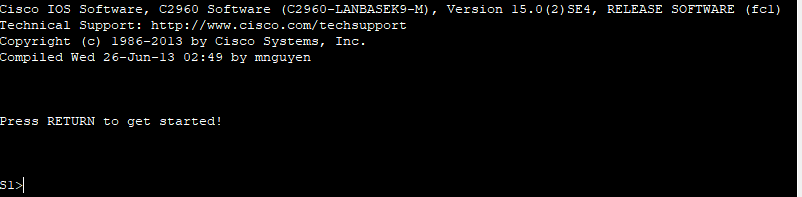 Cisco IOS Software, C2960 Software (C2960-LANBASEK9-M), Version 15.0(2)SE4, RELEASE SOFTWARE (fc1)
Technical Support: http://www.cisco.com/techsupport
Copyright (c) 1986-2013 by Cisco Systems, Inc.
Compiled Wed 26-Jun-13 02:49 by mnguyen
Press RETURN to get started!
S1>